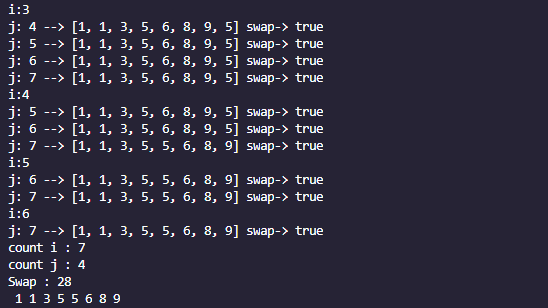 i:3
j: 4 --> [1, 1, 3, 5, 6, 8, 9, 5] swap-> true
j: 5 --> [1, 1, 3, 5, 6, 8, 9, 5] swap-> true
j: 6 --> [1, 1, 3, 5, 6, 8, 9, 5] swap-> true
j: 7 --> [1, 1, 3, 5, 6, 8, 9, 5] swap-> true
i:4
j: 5 --> [1, 1, 3, 5, 6, 8, 9, 5] swap-> true
j: 6 --> [1, 1, 3, 5, 6, 8, 9, 5] swap-> true
j: 7 --> [1, 1, 3, 5, 5, 6, 8, 9] swap-> true
i:5
j: 6 --> [1, 1, 3, 5, 5, 6, 8, 9] swap-> true
j: 7 --> [1, 1, 3, 5, 5, 6, 8, 9] swap-> true
i:6
j: 7 --> [1, 1, 3, 5, 5, 6, 8, 9] swap-> true
count i : 7
count j : 4
Swap : 28
1 1 3 5 5 6 8 9